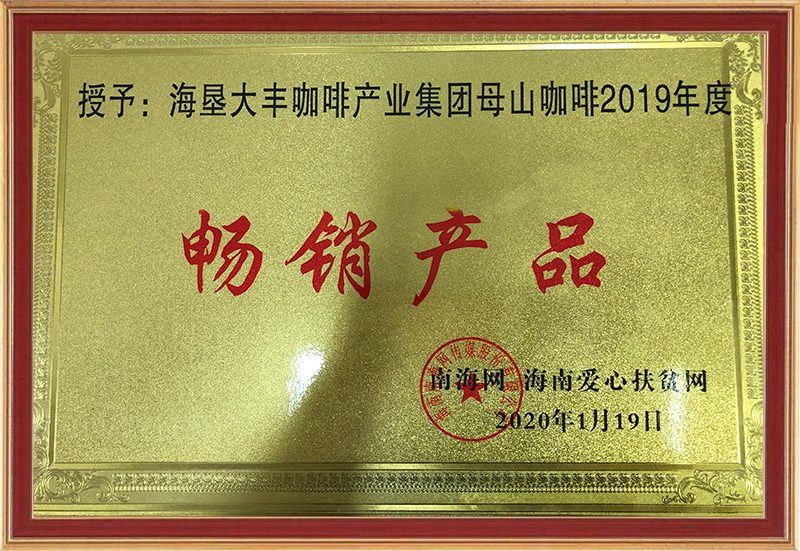 授予：海垦大丰咖啡产业集团母山咖啡2019年度
畅销产品
南海网 海南爱心扶贫网
2020年1月19日